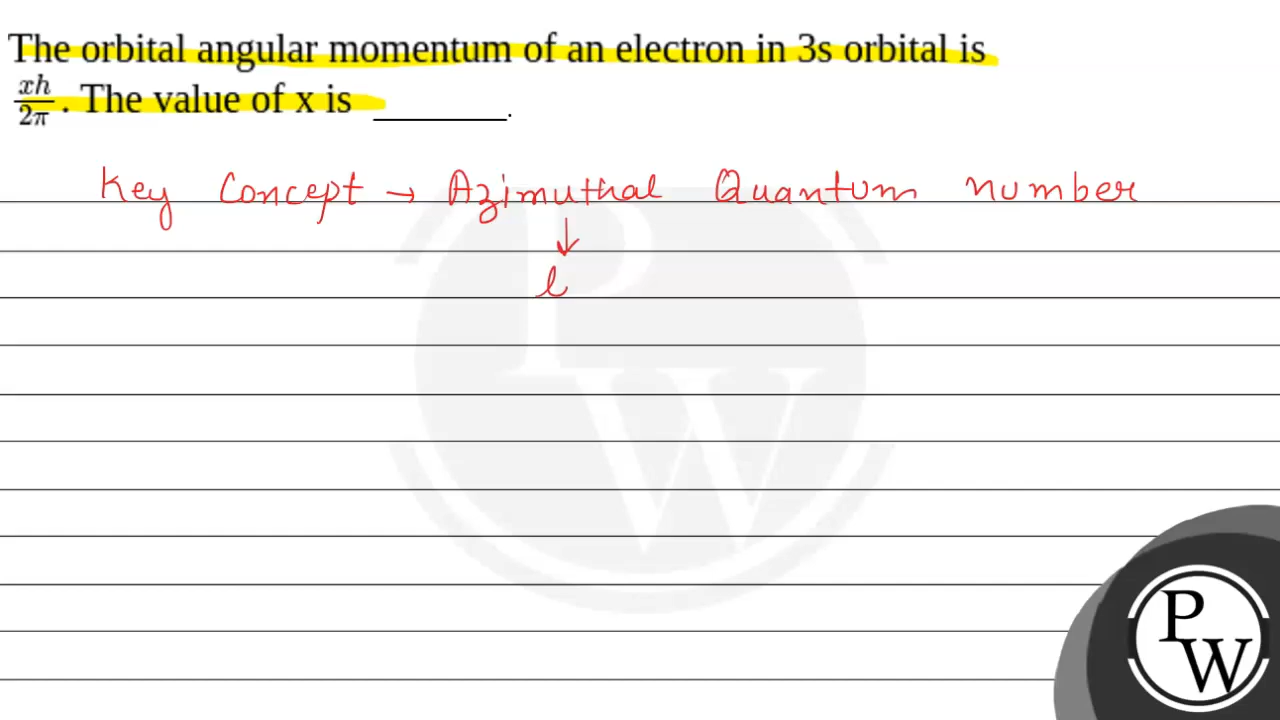 The orbital angular momentum of an electron in 3s orbital is
xh/2π. The value of x is ________.
Key Concept → Azimuthal Quantum number
↓
l
PW
PW